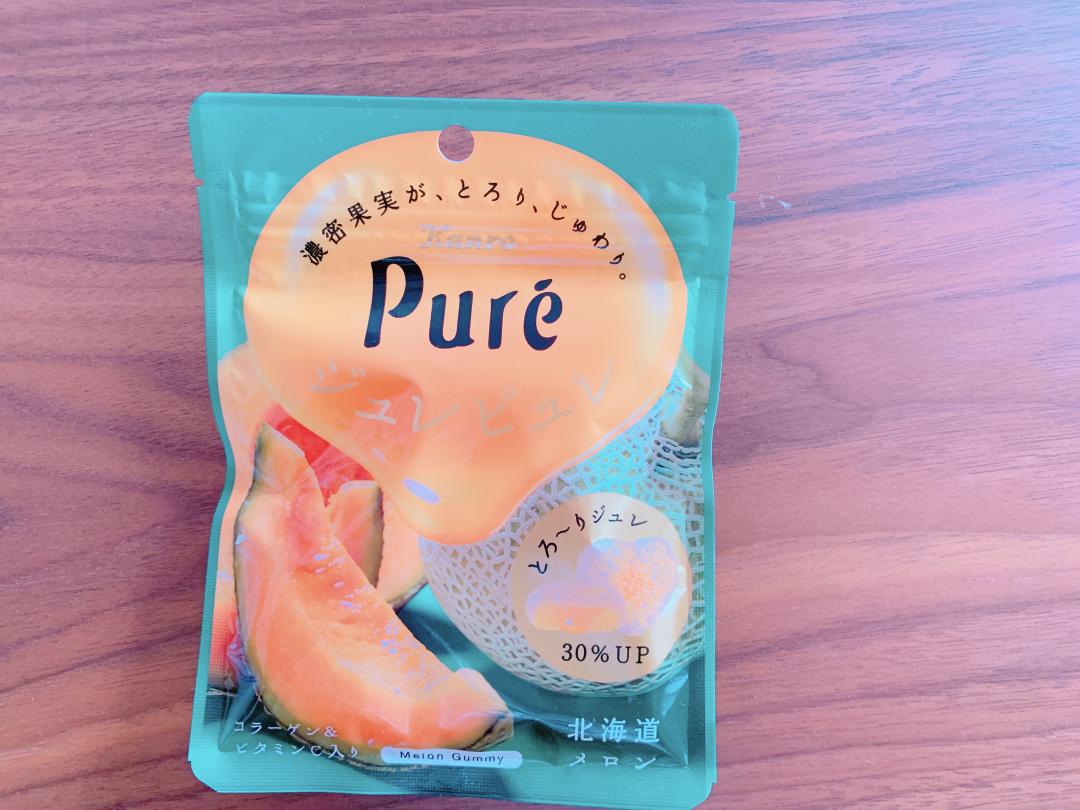 濃密果実が、とろり、じゅわり。
Kanro
Puré
ジュレピュレ
とろ〜りジュレ
30%UP
コラーゲン&
ビタミンC入り
Melon Gummy
北海道
メロン